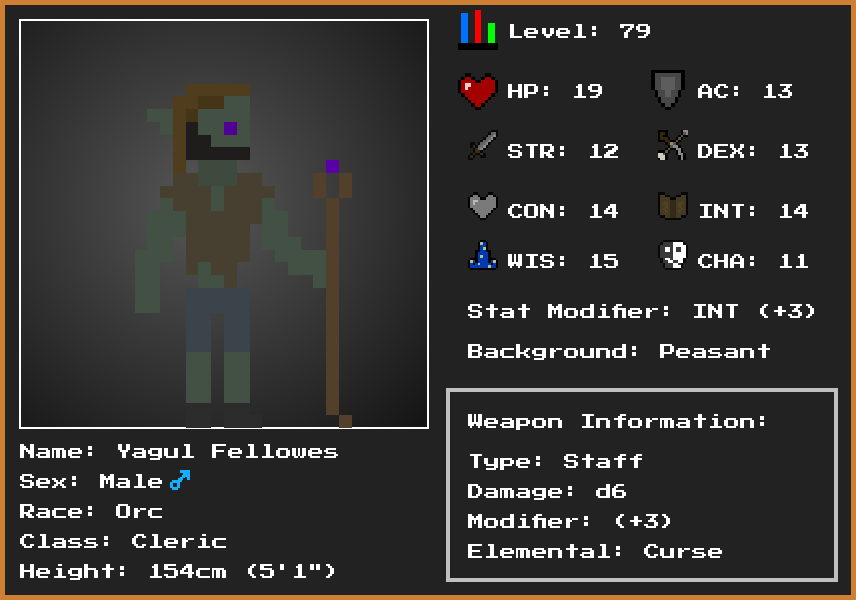 Level: 79
HP: 19
AC: 13
STR: 12
DEX: 13
CON: 14
INT: 14
WIS: 15
CHA: 11
Stat Modifier: INT (+3)
Background: Peasant
Weapon Information:
Type: Staff
Damage: d6
Modifier: (+3)
Elemental: Curse
Name: Yagul Fellowes
Sex: Male ♂
Race: Orc
Class: Cleric
Height: 154cm (5'1")